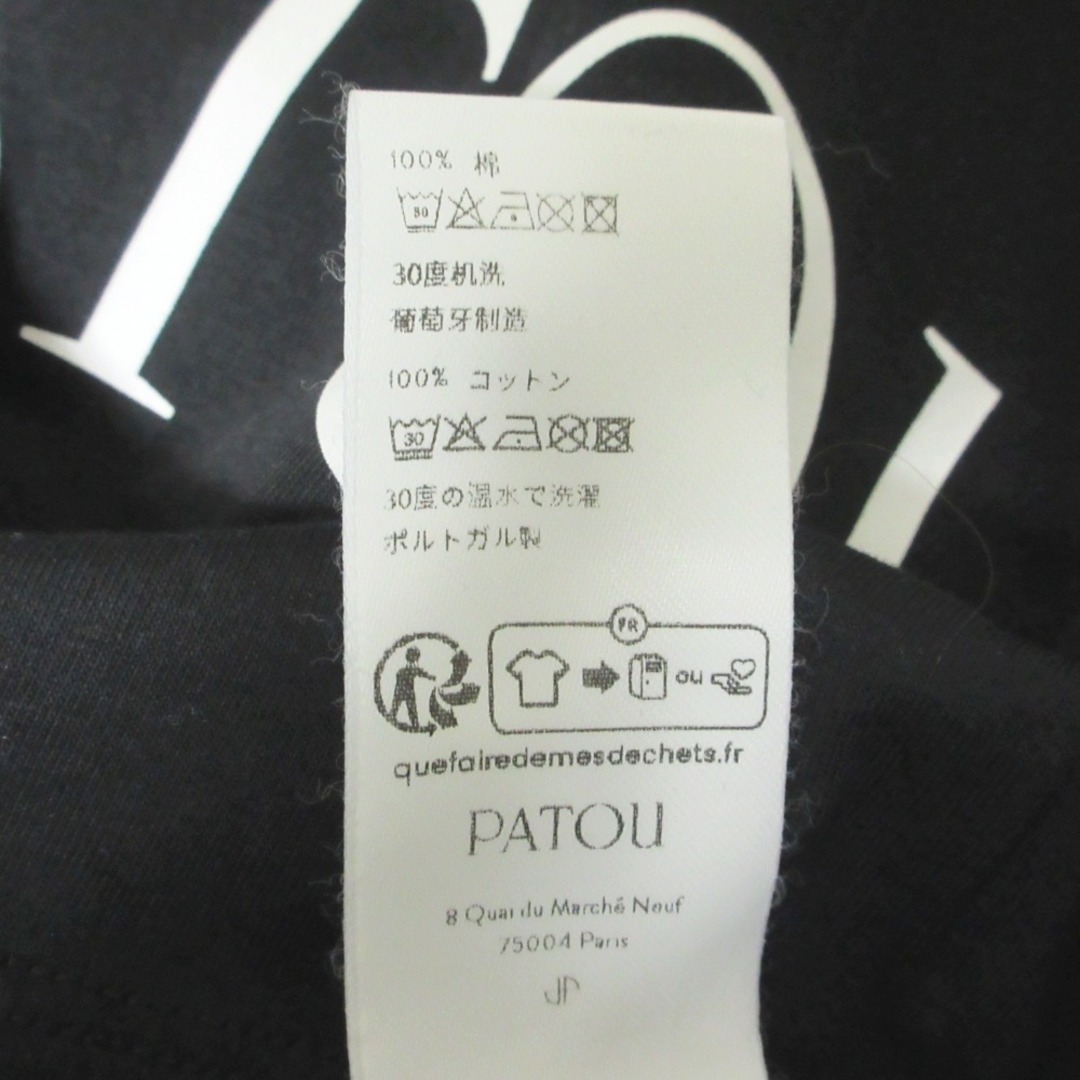 100% 棉
30
30度机洗
葡萄牙制造
100% コットン
30
30度の温水で洗濯
ポルトガル製
FR
ou
quefairedemesdechets.fr
PATOU
8 Quai du Marché Neuf
75004 Paris
JP